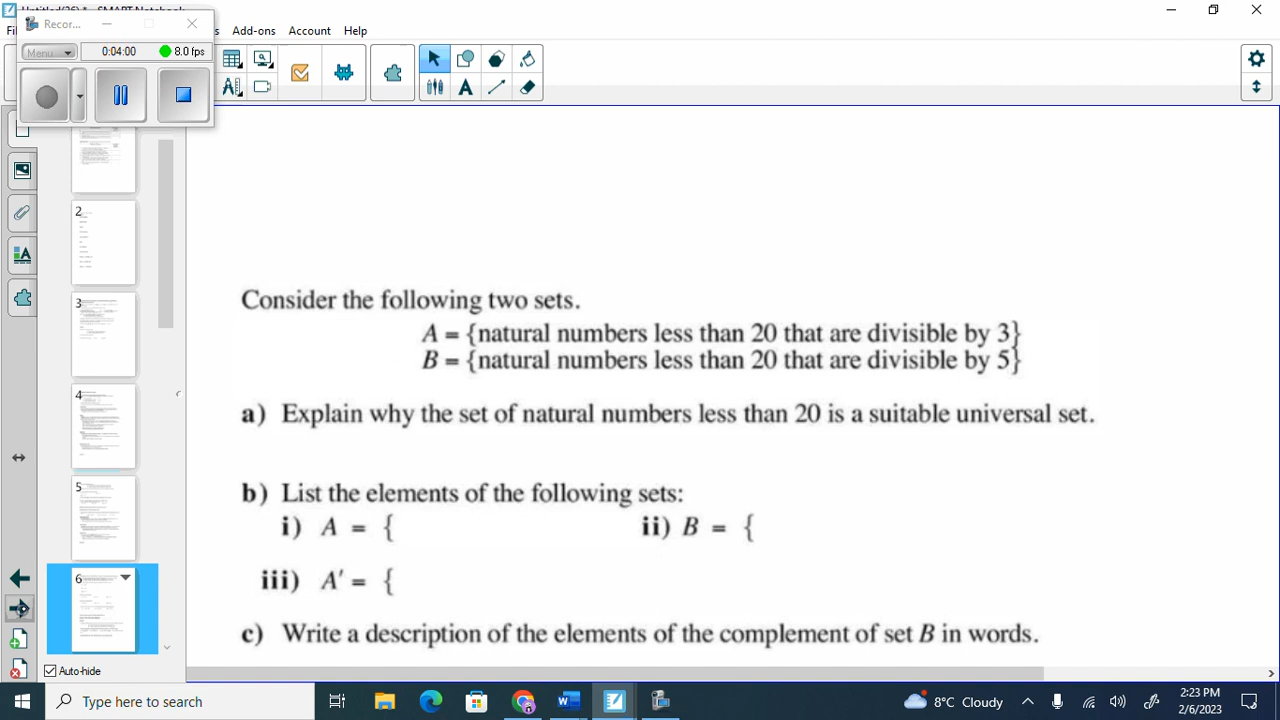 Untitled(26)* - SMART Notebook
Recor...
Add-ons Account Help
Menu 0:04:00 8.0 fps
2
3
4
5
6
Consider the following two sets.
A = {natural numbers less than 20 that are divisible by 3}
B = {natural numbers less than 20 that are divisible by 5}
a) Explain why the set of natural numbers less than 20 is a suitable universal set.
b) List the elements of the following sets:
i) A = { ii) B = {
iii) A' = {
c) Write a description of the elements of the complement of set B in words.
Auto-hide
Type here to search
8°C Cloudy
2:23 PM
2/6/2023